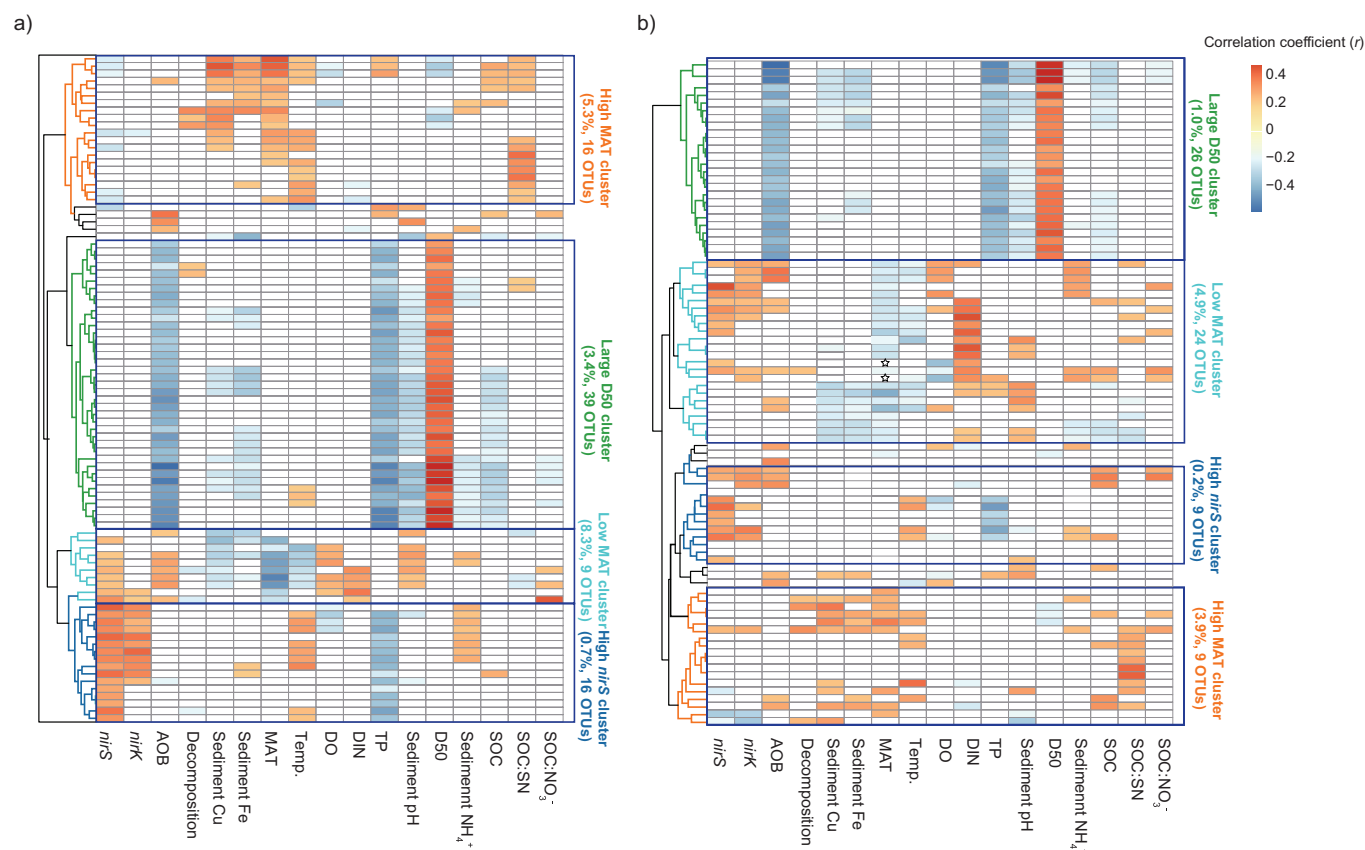 a)
b)
Correlation coefficient (r)
0.4
0.2
0
−0.2
−0.4
High MAT cluster
(5.3%, 16 OTUs)
Large D50 cluster
(3.4%, 39 OTUs)
Low MAT cluster
(8.3%, 9 OTUs)
High nirS cluster
(0.7%, 16 OTUs)
nirS
nirK
AOB
Decomposition
Sediment Cu
Sediment Fe
MAT
Temp.
DO
DIN
TP
Sediment pH
D50
Sedimennt NH₄⁺
SOC
SOC:SN
SOC:NO₃⁻
Large D50 cluster
(1.0%, 26 OTUs)
Low MAT cluster
(4.9%, 24 OTUs)
High nirS cluster
(0.2%, 9 OTUs)
High MAT cluster
(3.9%, 9 OTUs)
nirS
nirK
AOB
Decomposition
Sediment Cu
Sediment Fe
MAT
Temp.
DO
DIN
TP
Sediment pH
D50
Sedimennt NH₄
SOC
SOC:SN
SOC:NO₃⁻